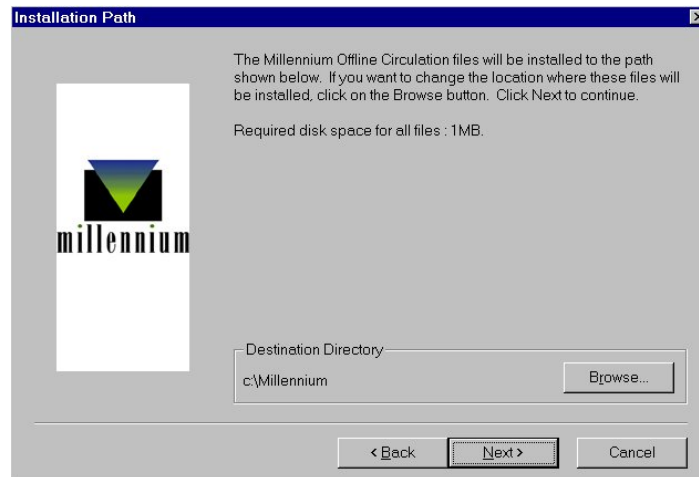 Installation Path
The Millennium Offline Circulation files will be installed to the path
shown below. If you want to change the location where these files will
be installed, click on the Browse button. Click Next to continue.
Required disk space for all files : 1MB.
millennium
Destination Directory
c:\Millennium
Browse...
< Back
Next >
Cancel